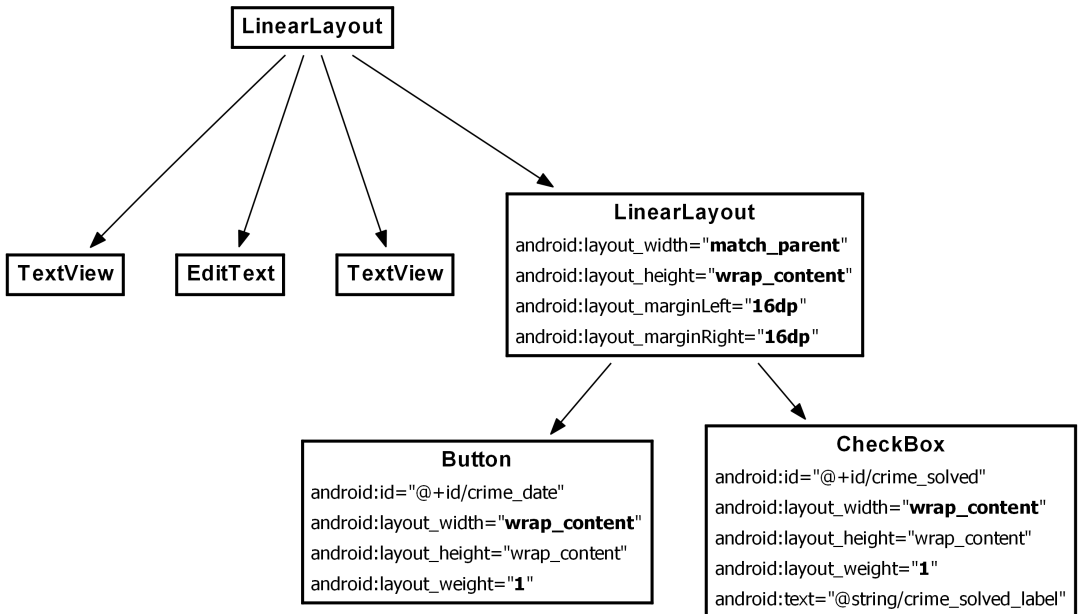 LinearLayout
TextView
EditText
TextView
LinearLayout
android:layout_width="match_parent"
android:layout_height="wrap_content"
android:layout_marginLeft="16dp"
android:layout_marginRight="16dp"
Button
android:id="@+id/crime_date"
android:layout_width="wrap_content"
android:layout_height="wrap_content"
android:layout_weight="1"
CheckBox
android:id="@+id/crime_solved"
android:layout_width="wrap_content"
android:layout_height="wrap_content"
android:layout_weight="1"
android:text="@string/crime_solved_label"